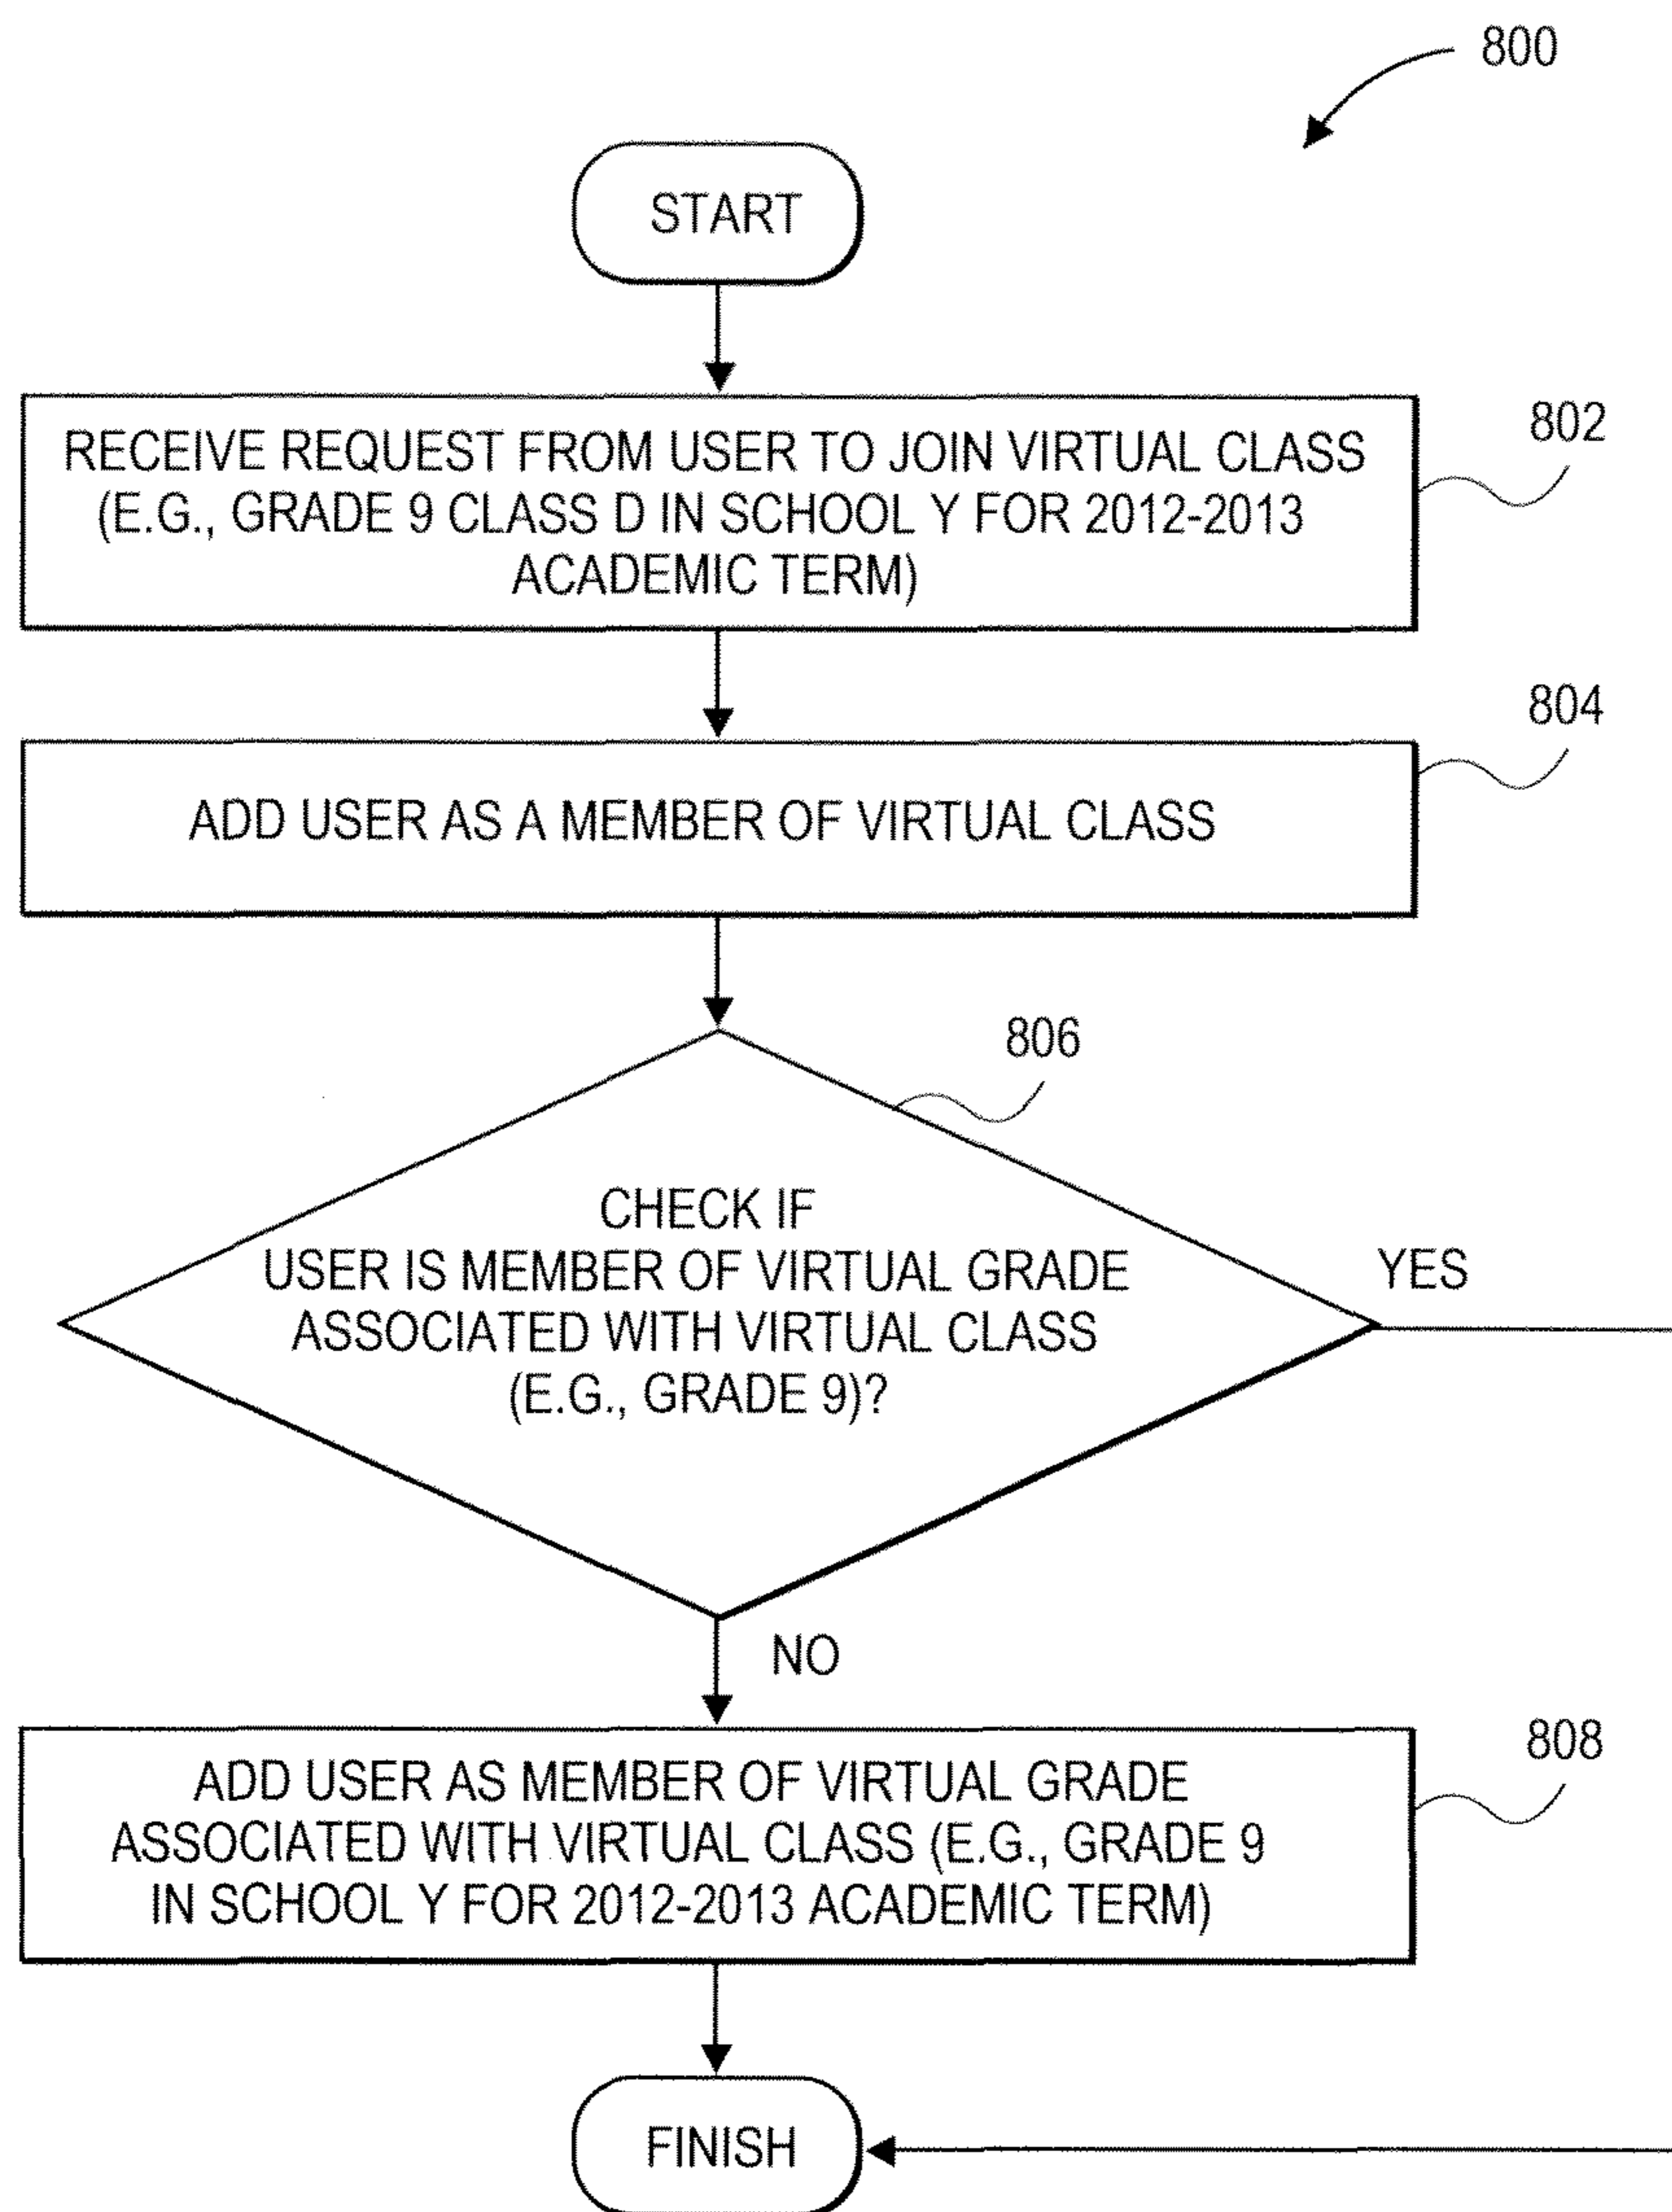 800
START
RECEIVE REQUEST FROM USER TO JOIN VIRTUAL CLASS
(E.G., GRADE 9 CLASS D IN SCHOOL Y FOR 2012-2013
ACADEMIC TERM)
802
804
ADD USER AS A MEMBER OF VIRTUAL CLASS
806
CHECK IF
USER IS MEMBER OF VIRTUAL GRADE
ASSOCIATED WITH VIRTUAL CLASS
(E.G., GRADE 9)?
YES
NO
808
ADD USER AS MEMBER OF VIRTUAL GRADE
ASSOCIATED WITH VIRTUAL CLASS (E.G., GRADE 9
IN SCHOOL Y FOR 2012-2013 ACADEMIC TERM)
FINISH